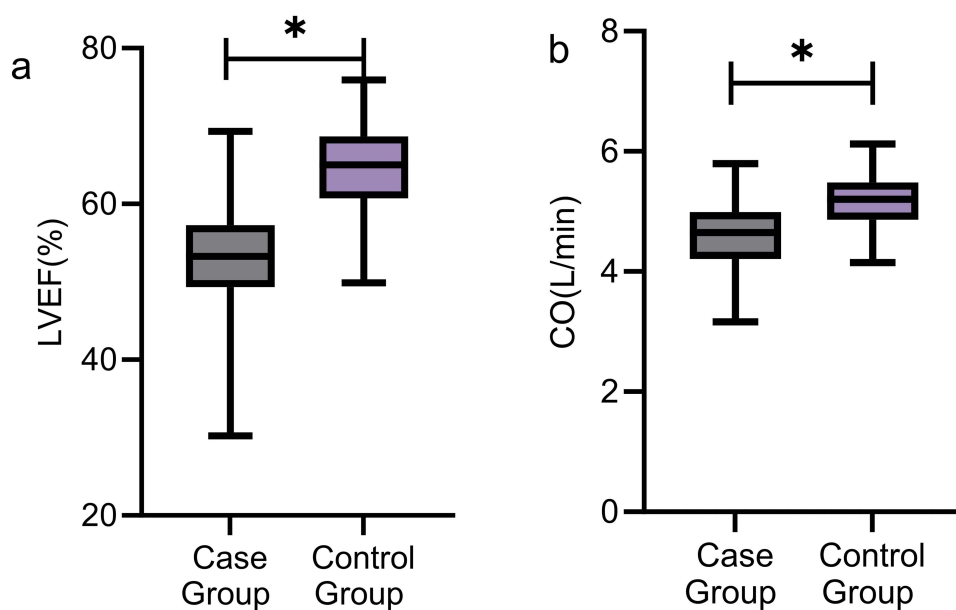 a
*
80
60
40
20
LVEF(%)
Case
Group
Control
Group
b
*
8
6
4
2
0
CO(L/min)
Case
Group
Control
Group